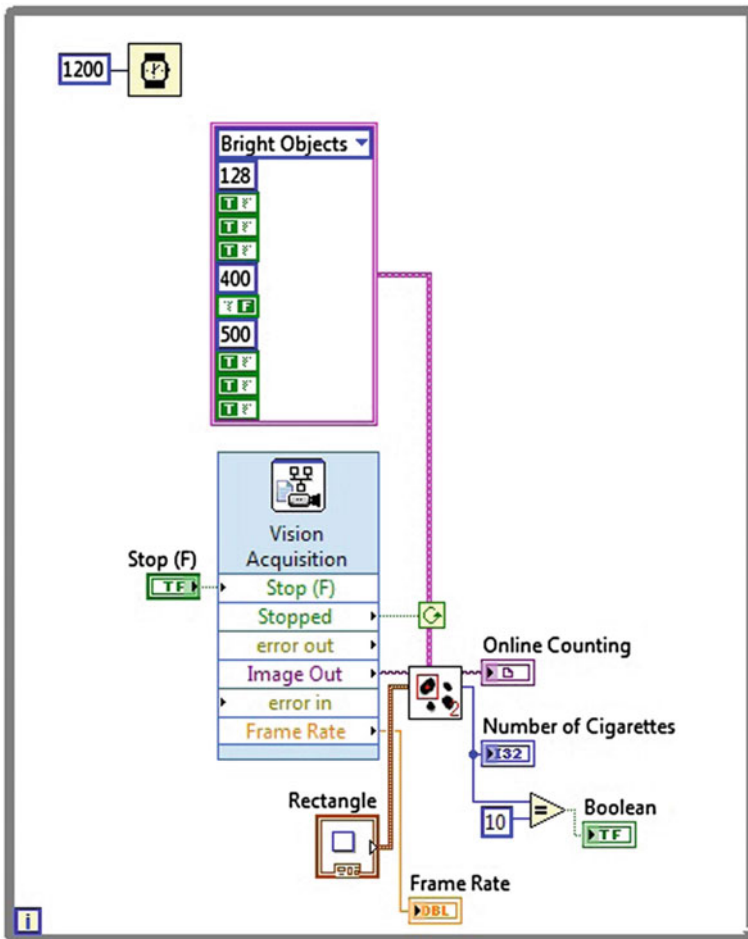 1200
Bright Objects
128
T
T
T
400
F
500
T
T
T
Vision
Acquisition
Stop (F)
TF
Stop (F)
Stopped
error out
Image Out
error in
Frame Rate
Online Counting
2
Number of Cigarettes
I32
Rectangle
10
=
Boolean
TF
Frame Rate
DBL
i